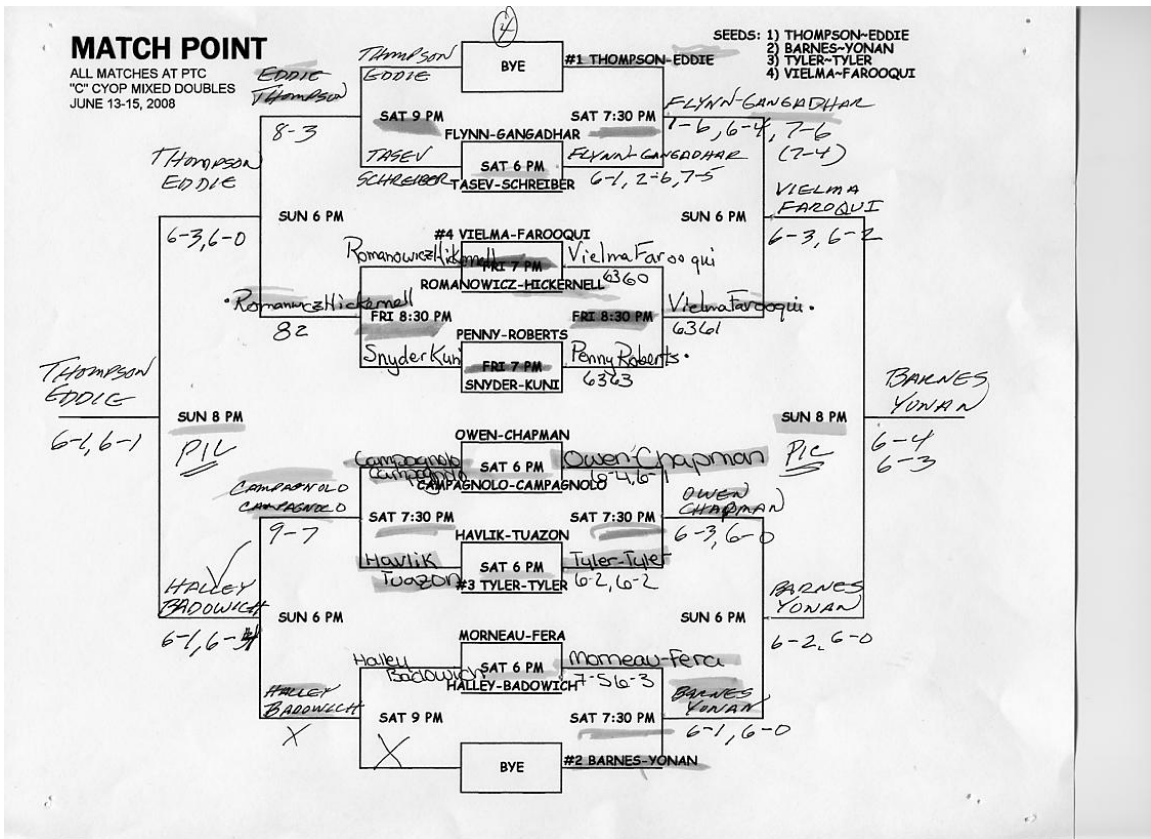 4
MATCH POINT
ALL MATCHES AT PTC
"C" CYOP MIXED DOUBLES
JUNE 13-15, 2008
SEEDS: 1) THOMPSON~EDDIE
2) BARNES~YONAN
3) TYLER~TYLER
4) VIELMA~FAROOQUI
THOMPSON
EDDIE
BYE
#1 THOMPSON-EDDIE
EDDIE
THOMPSON
8-3
SAT 9 PM
FLYNN-GANGADHAR
SAT 7:30 PM
FLYNN-GANGADHAR
7-6, 6-4, 7-6
(7-4)
TASEV
SCHREIBER
SAT 6 PM
TASEV-SCHREIBER
FLYNN-GANGADHAR
6-1, 2-6, 7-5
THOMPSON
EDDIE
6-3, 6-0
SUN 6 PM
SUN 6 PM
VIELMA
FAROQUI
6-3, 6-2
#4 VIELMA-FAROOQUI
Romanowicz Hickernell
FRI 7 PM
ROMANOWICZ-HICKERNELL
Vielma Farooqui
6360
Romanwcz Hickernell
82
FRI 8:30 PM
PENNY-ROBERTS
FRI 8:30 PM
Vielma Farooqui
6361
Snyder Kuni
FRI 7 PM
SNYDER-KUNI
Penny Roberts
6363
THOMPSON
EDDIE
6-1, 6-1
SUN 8 PM
SUN 8 PM
BARNES
YONAN
6-4
6-3
OWEN-CHAPMAN
Campagnolo
Campagnolo
SAT 6 PM
CAMPAGNOLO-CAMPAGNOLO
Owen-Chapman
6-4, 6-1
CAMPAGNOLO
CAMPAGNOLO
9-7
SAT 7:30 PM
HAVLIK-TUAZON
SAT 7:30 PM
OWEN
CHAPMAN
6-3, 6-0
Havlik
Tuazon
SAT 6 PM
#3 TYLER-TYLER
Tyler-Tyler
6-2, 6-2
HALLEY
BADOWICH
6-1,
SUN 6 PM
SUN 6 PM
BARNES
YONAN
6-2, 6-0
MORNEAU-FERA
Halley
Badowich
SAT 6 PM
HALLEY-BADOWICH
Morneau-Fera
7-5 6-3
HALLEY
BADOWICH
X
SAT 9 PM
X
SAT 7:30 PM
BARNES
YONAN
6-1, 6-0
BYE
#2 BARNES-YONAN